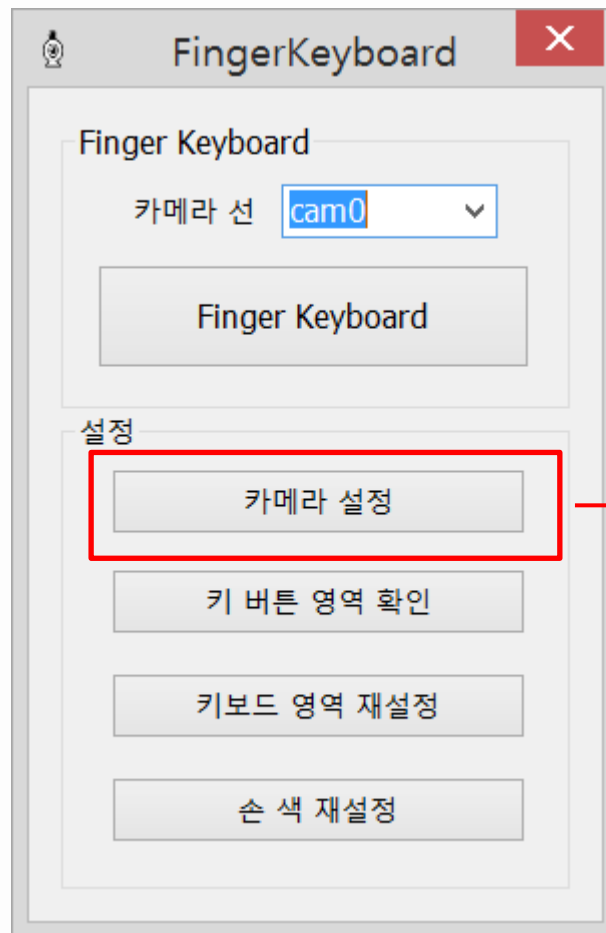 FingerKeyboard
Finger Keyboard
카메라 선 cam0
Finger Keyboard
설정
카메라 설정
키 버튼 영역 확인
키보드 영역 재설정
손 색 재설정